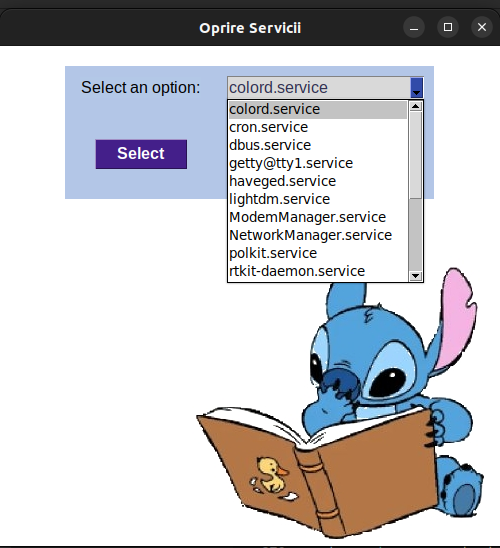 Oprire Servicii
Select an option:
colord.service
colord.service
cron.service
dbus.service
getty@tty1.service
haveged.service
lightdm.service
ModemManager.service
NetworkManager.service
polkit.service
rtkit-daemon.service
Select